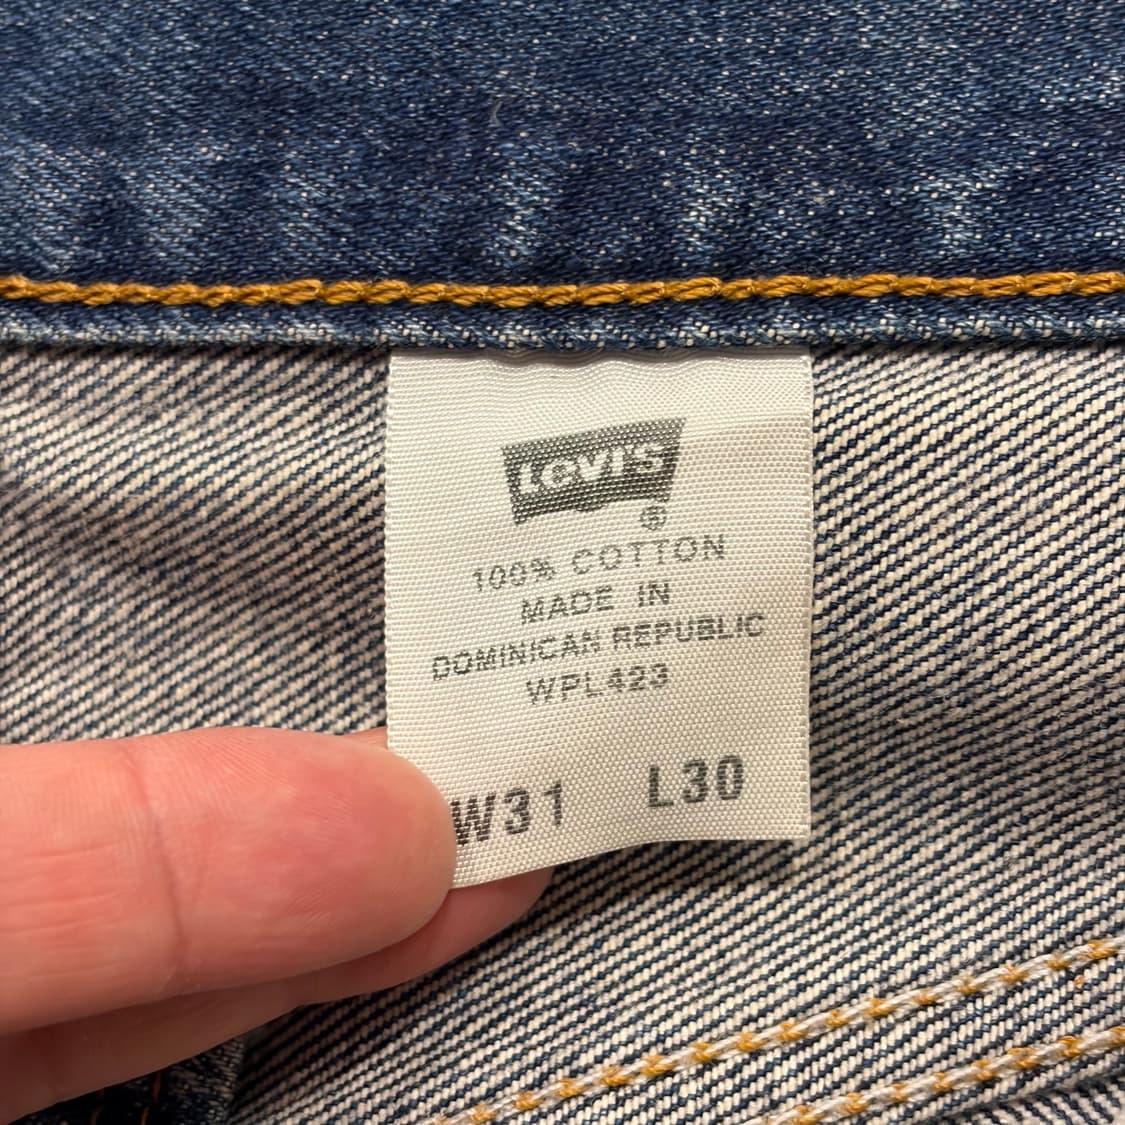 Levi's
®
100% COTTON
MADE IN
DOMINICAN REPUBLIC
WPL423
W31 L30